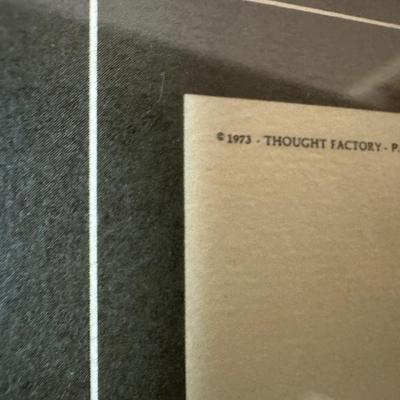 © 1973 - THOUGHT FACTORY - P.